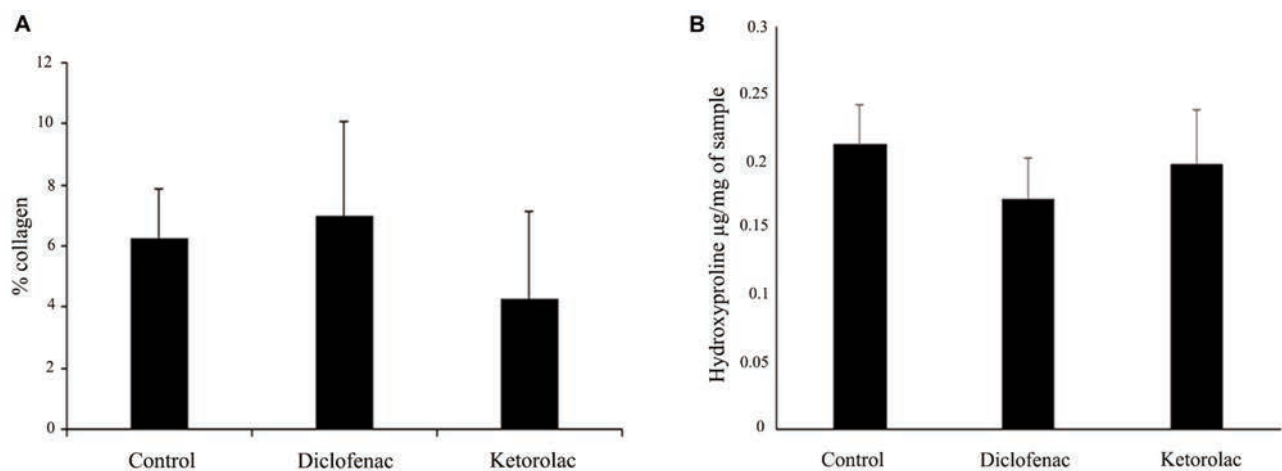 A
12
10
8
6
4
2
0
% collagen
Control Diclofenac Ketorolac
B
0.3
0.25
0.2
0.15
0.1
0.05
0
Hydroxyproline µg/mg of sample
Control Diclofenac Ketorolac